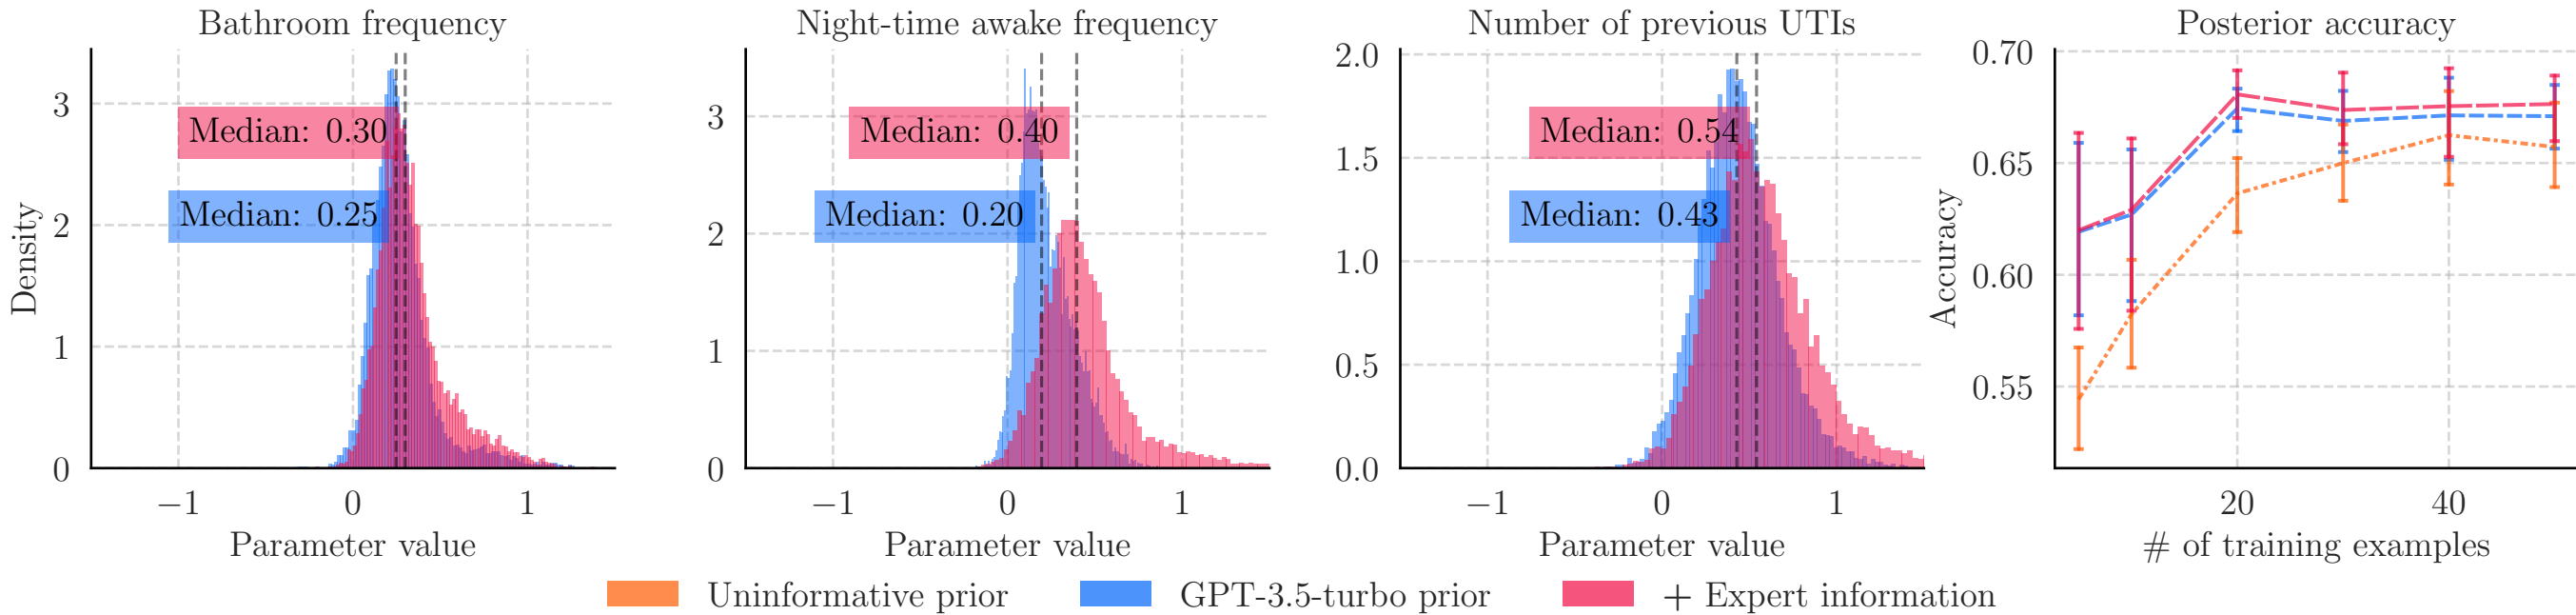 Bathroom frequency
Density
3
2
1
0
Median: 0.30
Median: 0.25
−1 0 1
Parameter value
Night-time awake frequency
3
2
1
0
Median: 0.40
Median: 0.20
−1 0 1
Parameter value
Number of previous UTIs
2.0
1.5
1.0
0.5
0.0
Median: 0.54
Median: 0.43
−1 0 1
Parameter value
Posterior accuracy
Accuracy
0.70
0.65
0.60
0.55
20 40
# of training examples
Uninformative prior GPT-3.5-turbo prior + Expert information